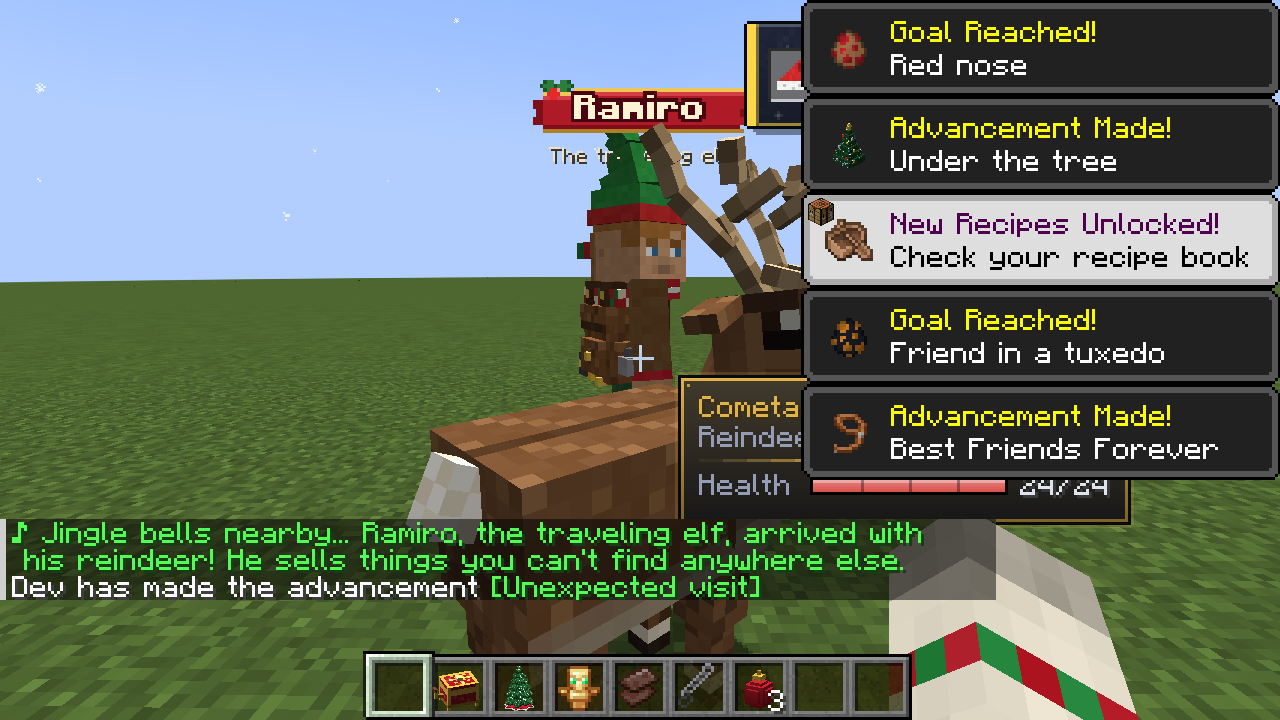 Goal Reached!
Red nose
Ramiro
Advancement Made!
Under the tree
New Recipes Unlocked!
Check your recipe book
Goal Reached!
Friend in a tuxedo
Cometa
Advancement Made!
Best Friends Forever
Health 24/24
♪ Jingle bells nearby... Ramiro, the traveling elf, arrived with
his reindeer! He sells things you can't find anywhere else.
Dev has made the advancement [Unexpected visit]
3